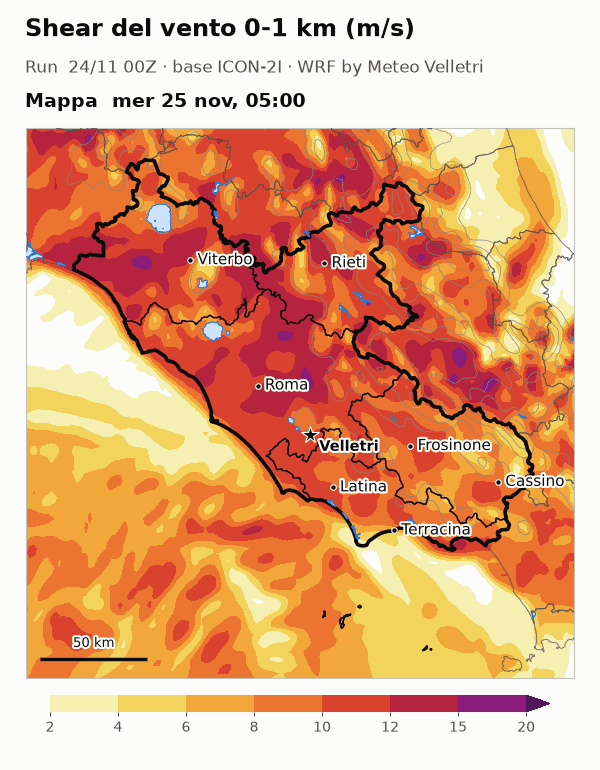 Shear del vento 0-1 km (m/s)
Run  24/11 00Z · base ICON-2I · WRF by Meteo Velletri
Mappa  mer 25 nov, 05:00
Viterbo
Rieti
Roma
Velletri
Frosinone
Latina
Cassino
Terracina
50 km
2 4 6 8 10 12 15 20